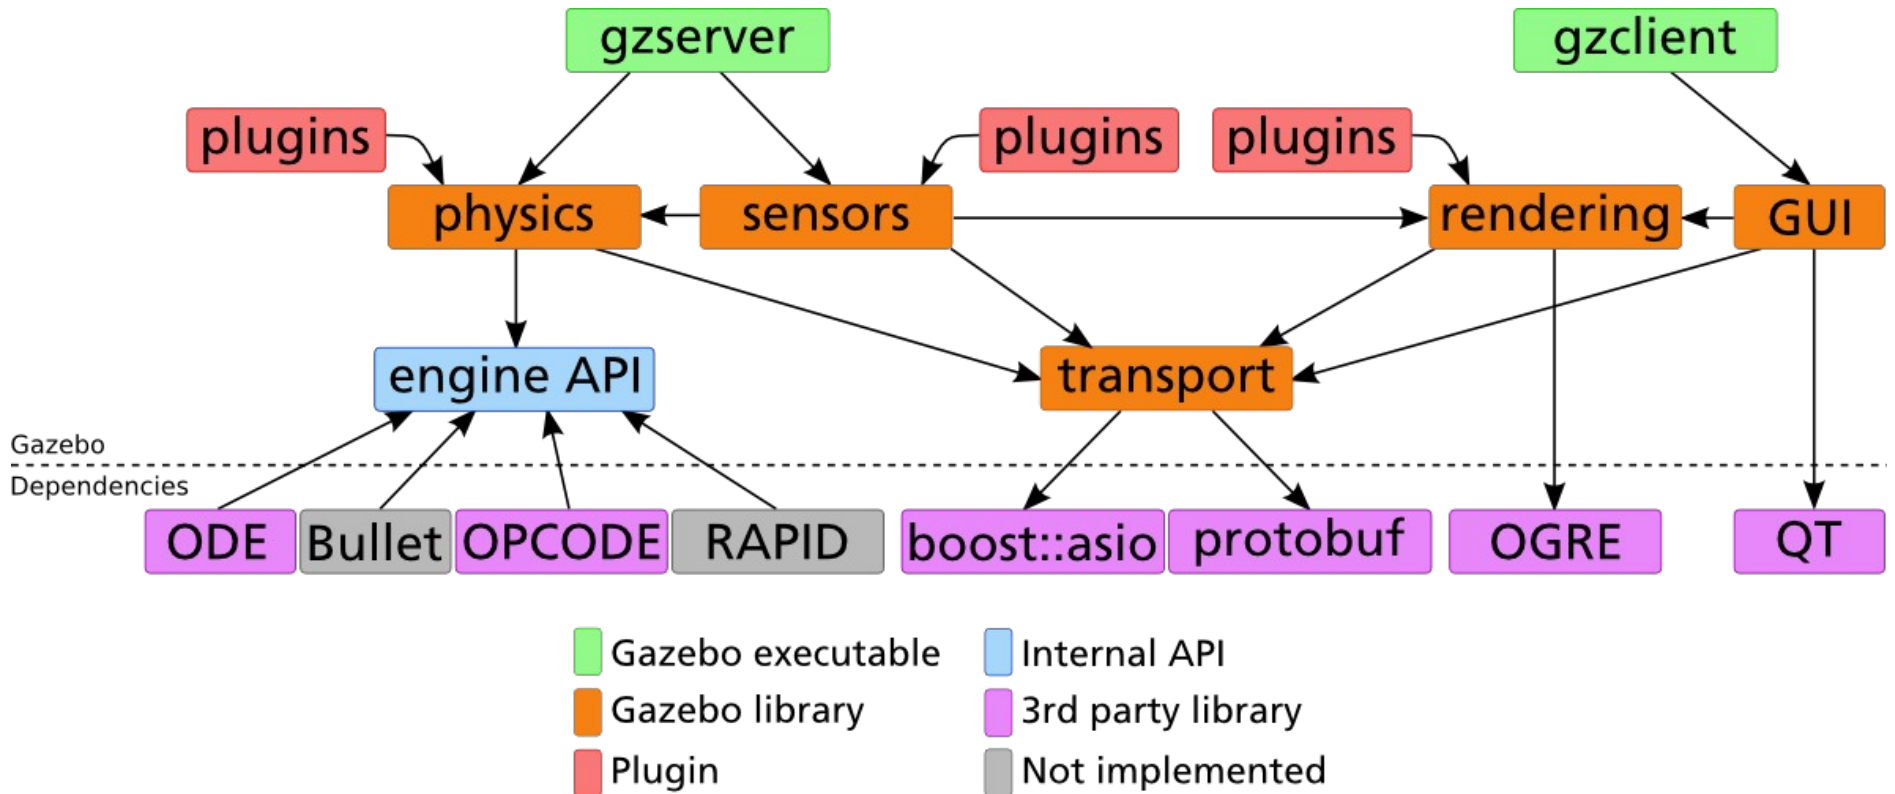 gzserver
gzclient
plugins
plugins
plugins
physics
sensors
rendering
GUI
engine API
transport
Gazebo
Dependencies
ODE
Bullet
OPCODE
RAPID
boost::asio
protobuf
OGRE
QT
Gazebo executable
Internal API
Gazebo library
3rd party library
Plugin
Not implemented